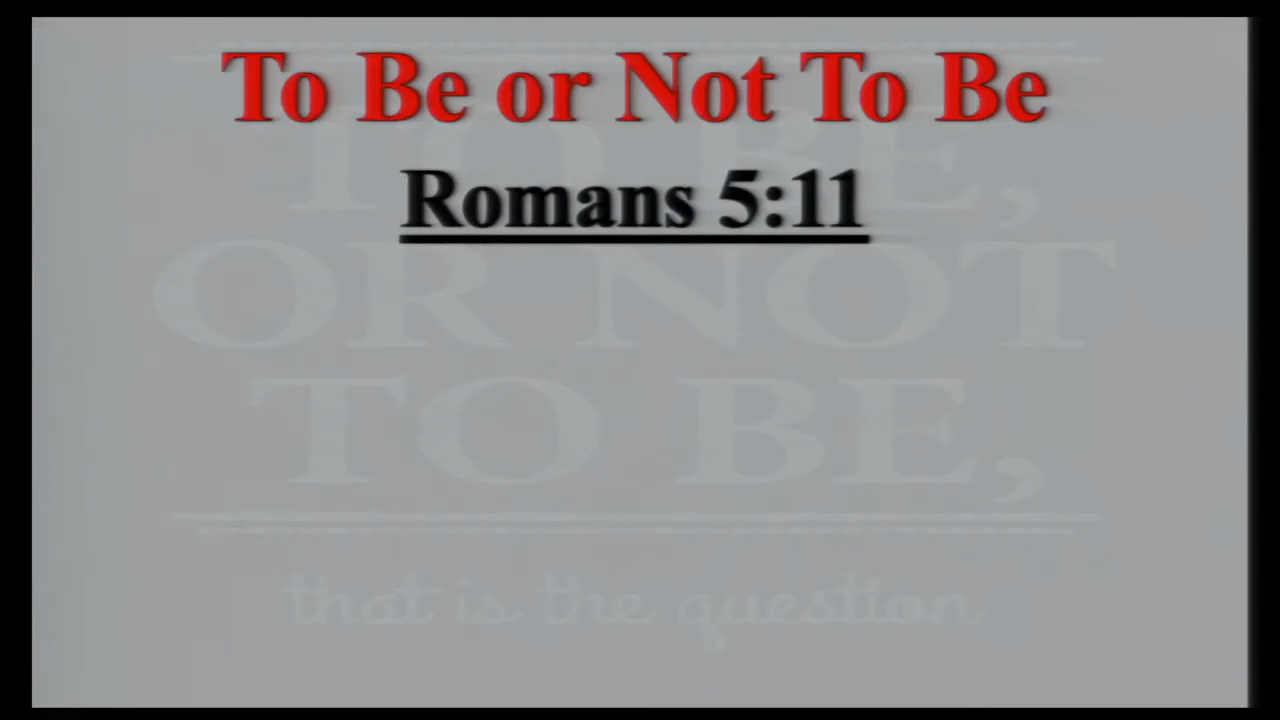 To Be or Not To Be
Romans 5:11
TO BE,
OR NOT
TO BE,
that is the question